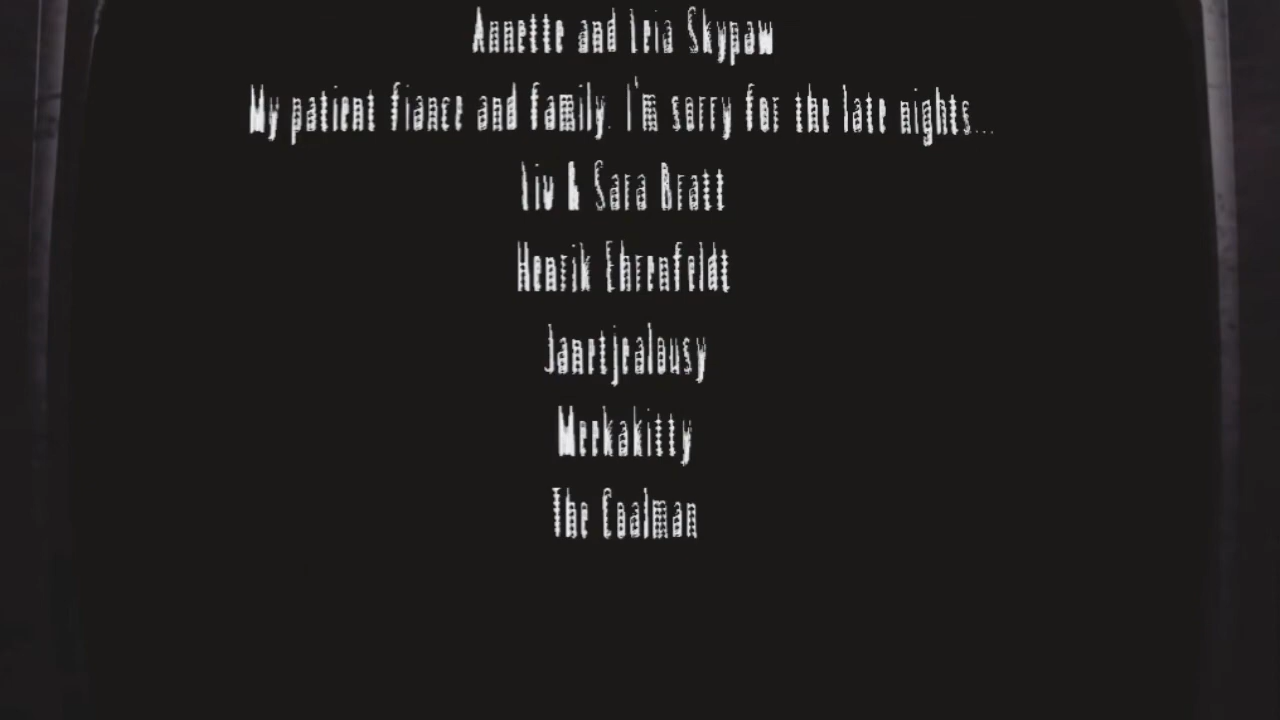 Annette and Leia Skypaw
My patient fiance and family. I'm sorry for the late nights...
Liv & Sara Bratt
Henrik Ehrenfeldt
Janetjealousy
Meekakitty
The Coalman